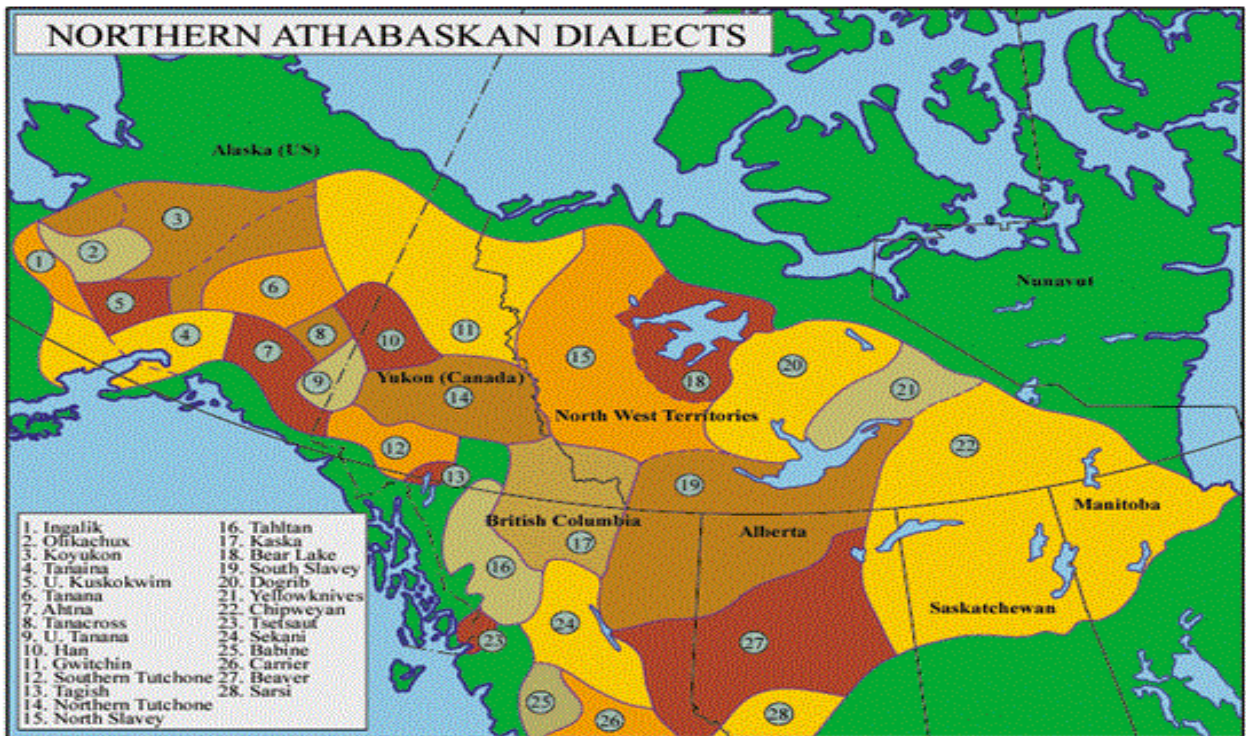 NORTHERN ATHABASKAN DIALECTS
Alaska (US)
Nunavut
Yukon (Canada)
North West Territories
British Columbia
Alberta
Manitoba
Saskatchewan
1
2
3
4
5
6
7
8
9
10
11
12
13
14
15
16
17
18
19
20
21
22
23
24
25
26
27
28
1. Ingalik
2. Olikachux
3. Koyukon
4. Tanaina
5. U. Kuskokwim
6. Tanana
7. Ahtna
8. Tanacross
9. U. Tanana
10. Han
11. Gwitchin
12. Southern Tutchone
13. Tagish
14. Northern Tutchone
15. North Slavey
16. Tahltan
17. Kaska
18. Bear Lake
19. South Slavey
20. Dogrib
21. Yellowknives
22. Chipweyan
23. Tsetsaut
24. Sekani
25. Babine
26. Carrier
27. Beaver
28. Sarsi